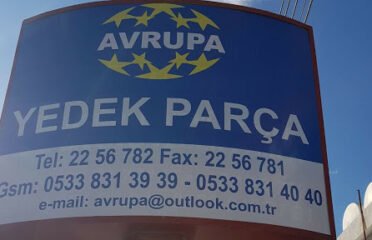 AVRUPA
YEDEK PARÇA
Tel: 22 56 782 Fax: 22 56 781
Gsm: 0533 831 39 39 - 0533 831 40 40
e-mail: avrupa@outlook.com.tr